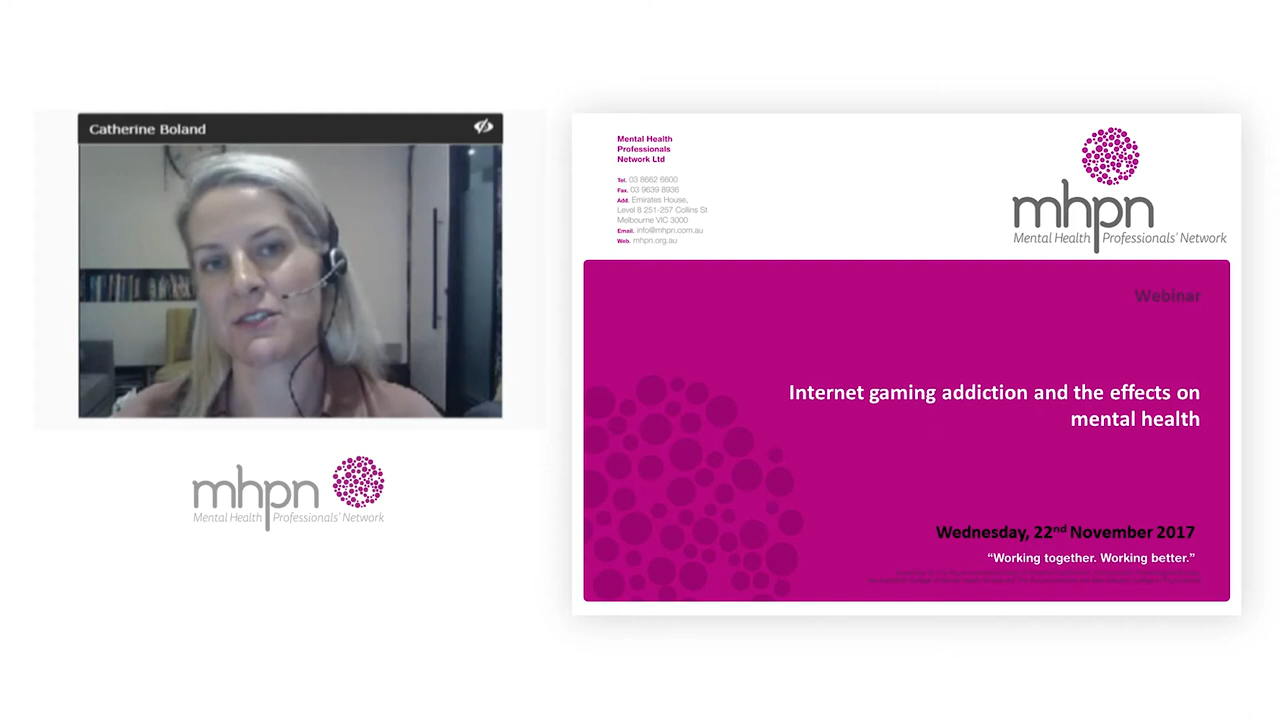 Catherine Boland
mhpn
Mental Health Professionals' Network
Mental Health
Professionals
Network Ltd
Tel. 03 8662 6600
Fax. 03 9639 8936
Add. Emirates House,
Level 8 251-257 Collins St
Melbourne VIC 3000
Email. info@mhpn.com.au
Web. mhpn.org.au
mhpn
Mental Health Professionals' Network
Webinar
Internet gaming addiction and the effects on
mental health
Wednesday, 22nd November 2017
“Working together. Working better.”